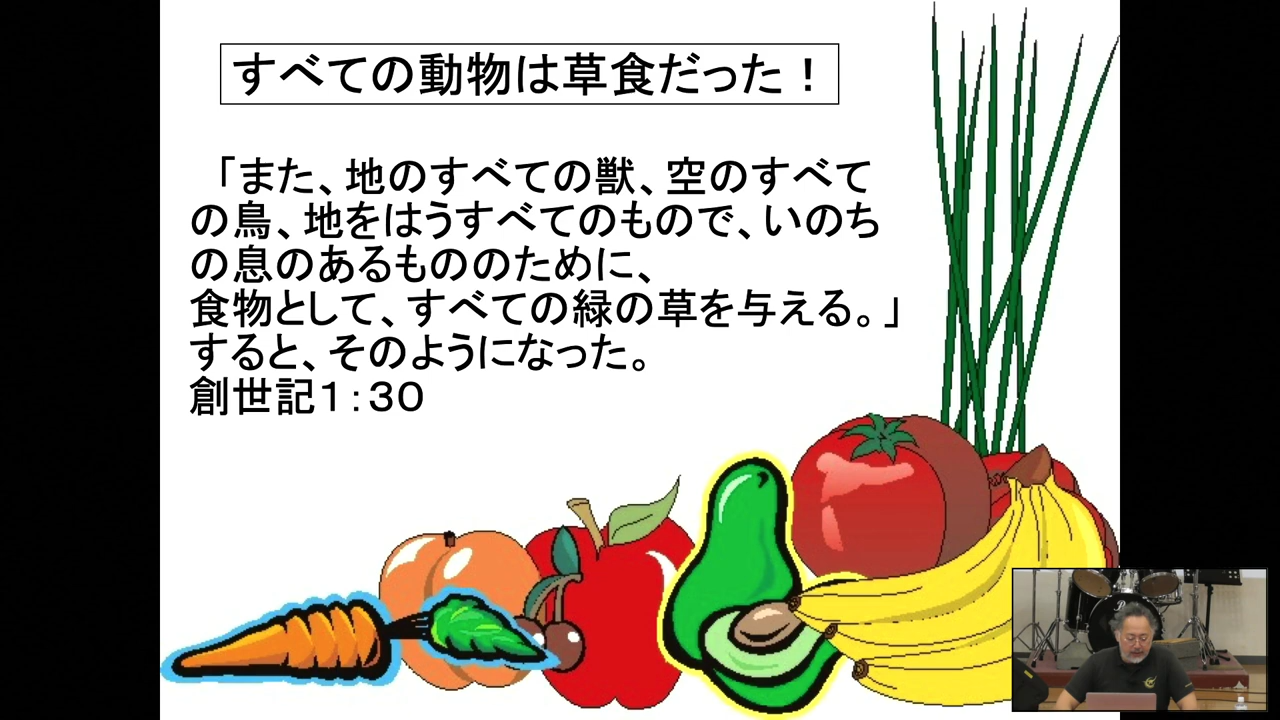 すべての動物は草食だった！
「また、地のすべての獣、空のすべて
の鳥、地をはうすべてのもので、いのち
の息のあるもののために、
食物として、すべての緑の草を与える。」
すると、そのようになった。
創世記１：３０